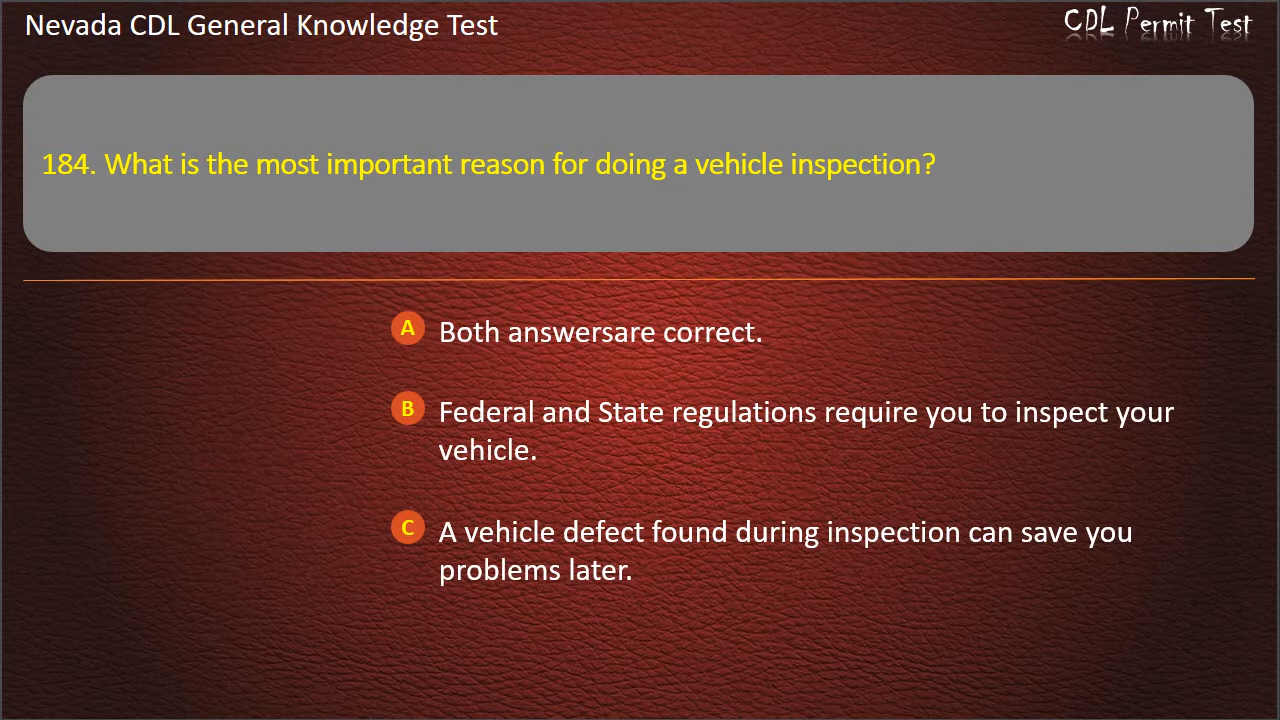 Nevada CDL General Knowledge Test
CDL Permit Test
184. What is the most important reason for doing a vehicle inspection?
A Both answersare correct.
B Federal and State regulations require you to inspect your
vehicle.
C A vehicle defect found during inspection can save you
problems later.